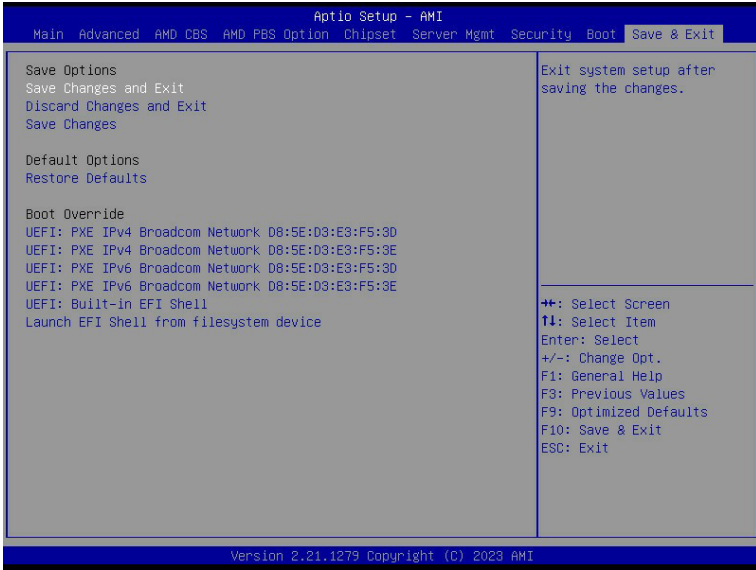 Aptio Setup – AMI
Main Advanced AMD CBS AMD PBS Option Chipset Server Mgmt Security Boot Save & Exit
Save Options
Save Changes and Exit
Discard Changes and Exit
Save Changes
Default Options
Restore Defaults
Boot Override
UEFI: PXE IPv4 Broadcom Network D8:5E:D3:E3:F5:3D
UEFI: PXE IPv4 Broadcom Network D8:5E:D3:E3:F5:3E
UEFI: PXE IPv6 Broadcom Network D8:5E:D3:E3:F5:3D
UEFI: PXE IPv6 Broadcom Network D8:5E:D3:E3:F5:3E
UEFI: Built-in EFI Shell
Launch EFI Shell from filesystem device
Exit system setup after
saving the changes.
→←: Select Screen
↑↓: Select Item
Enter: Select
+/-: Change Opt.
F1: General Help
F3: Previous Values
F9: Optimized Defaults
F10: Save & Exit
ESC: Exit
Version 2.21.1279 Copyright (C) 2023 AMI